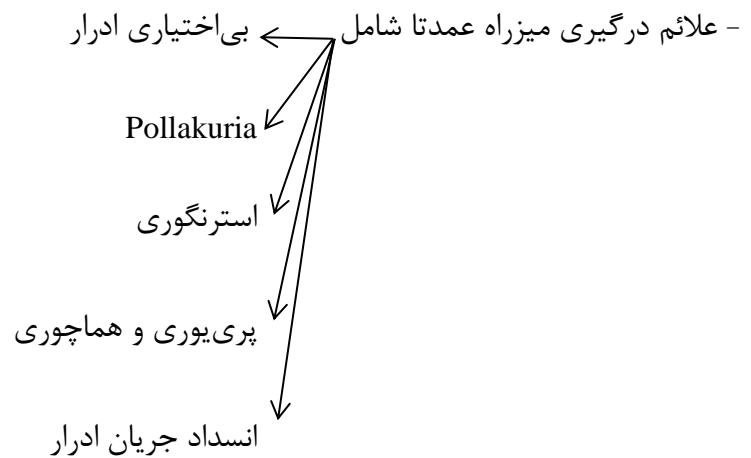 - علائم درگیری میزراه عمدتا شامل بی‌اختیاری ادرار
Pollakuria
استرنگوری
پری‌یوری و هماچوری
انسداد جریان ادرار